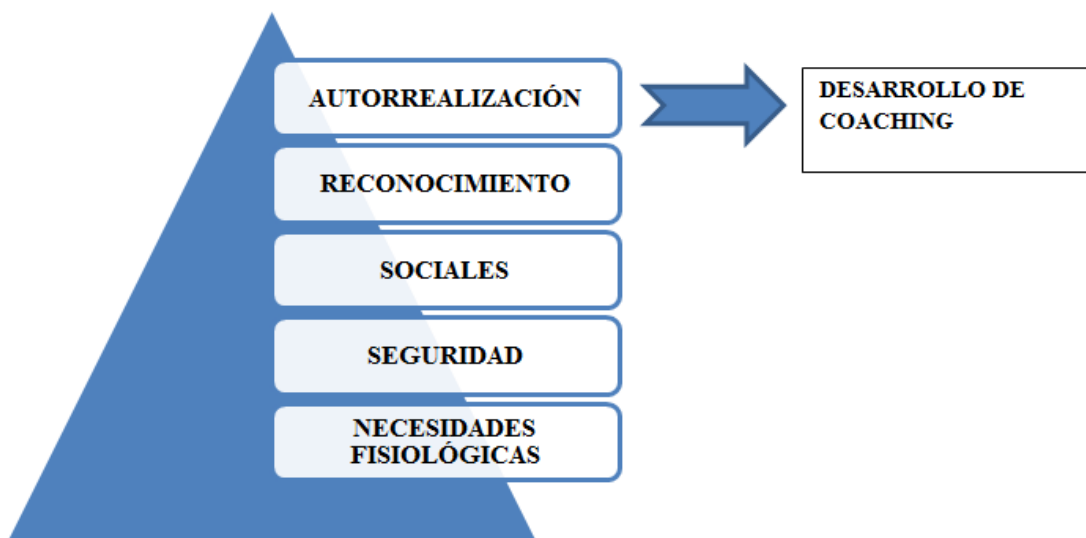 AUTORREALIZACIÓN
DESARROLLO DE
COACHING
RECONOCIMIENTO
SOCIALES
SEGURIDAD
NECESIDADES
FISIOLÓGICAS